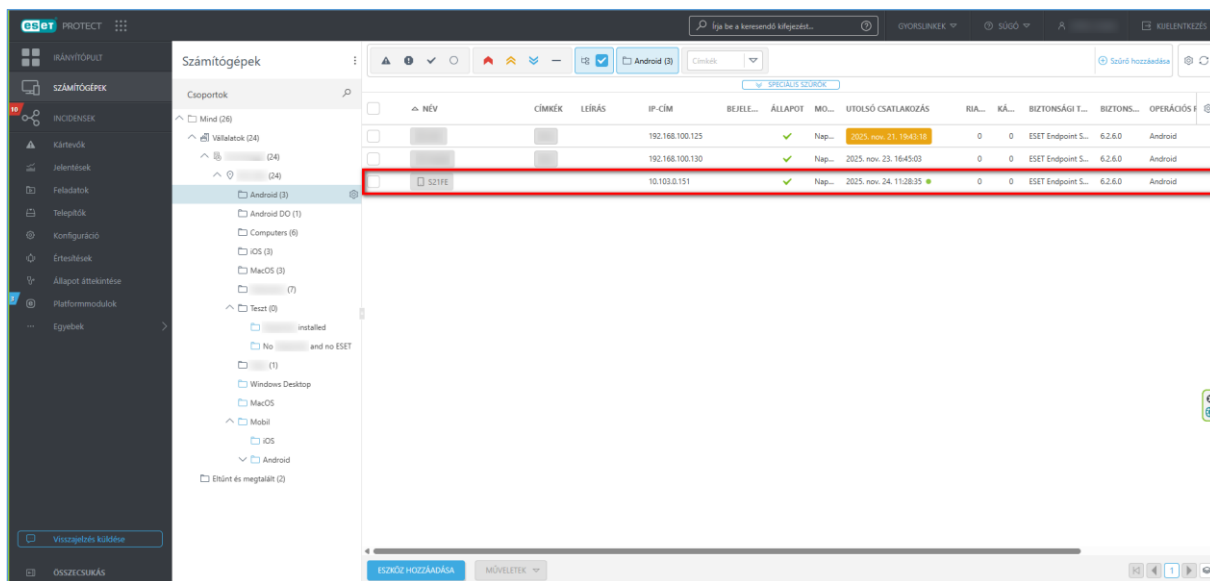 eset PROTECT
Írja be a keresendő kifejezést...
GYORSLINKEK
SÚGÓ
KIJELENTKEZÉS
IRÁNYÍTÓPULT
SZÁMÍTÓGÉPEK
10
INCIDENSEK
Kártevők
Jelentések
Feladatok
Telepítők
Konfiguráció
Értesítések
Állapot áttekintése
Platformmodulok
Egyebek
Visszajelzés küldése
ÖSSZECSUKÁS
Számítógépek
Csoportok
Mind (26)
Vállalatok (24)
(24)
(24)
Android (3)
Android DO (1)
Computers (6)
iOS (3)
MacOS (3)
(7)
Teszt (0)
installed
No and no ESET
(1)
Windows Desktop
MacOS
Mobil
iOS
Android
Eltűnt és megtalált (2)
Android (3)
Címkék
Szűrő hozzáadása
SPECIÁLIS SZŰRŐK
NÉV CÍMKÉK LEÍRÁS IP-CÍM BEJELE... ÁLLAPOT MO... UTOLSÓ CSATLAKOZÁS RIA... KÁ... BIZTONSÁGI T... BIZTONS... OPERÁCIÓS
192.168.100.125 Nap... 2025. nov. 21. 19:43:18 0 0 ESET Endpoint S... 6.2.6.0 Android
192.168.100.130 Nap... 2025. nov. 23. 16:45:03 0 0 ESET Endpoint S... 6.2.6.0 Android
S21FE 10.103.0.151 Nap... 2025. nov. 24. 11:28:35 0 0 ESET Endpoint S... 6.2.6.0 Android
ESZKÖZ HOZZÁADÁSA
MŰVELETEK
1